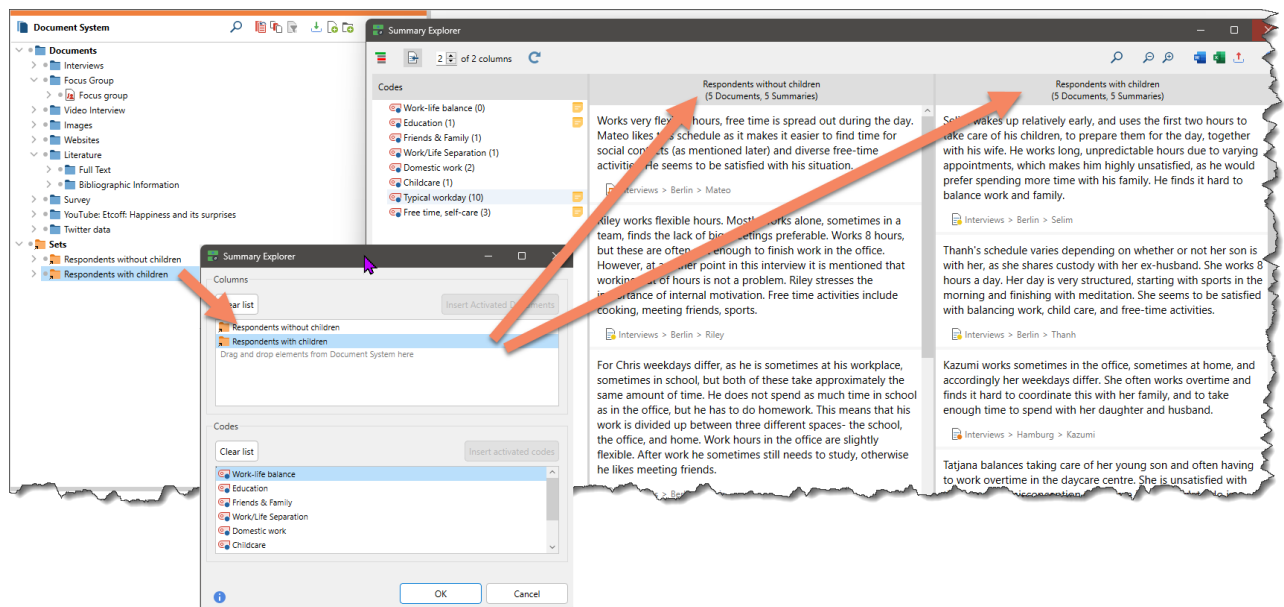 Document System
Documents
Interviews
Focus Group
Focus group
Video Interview
Images
Websites
Literature
Full Text
Bibliographic Information
Survey
YouTube: Etcoff: Happiness and its surprises
Twitter data
Sets
Respondents without children
Respondents with children
Summary Explorer
Columns
Clear list
Insert Activated Documents
Respondents without children
Respondents with children
Drag and drop elements from Document System here
Codes
Clear list
Insert activated codes
Work-life balance
Education
Friends & Family
Work/Life Separation
Domestic work
Childcare
OK
Cancel
Summary Explorer
2 of 2 columns
Codes
Work-life balance (0)
Education (1)
Friends & Family (1)
Work/Life Separation (1)
Domestic work (2)
Childcare (1)
Typical workday (10)
Free time, self-care (3)
Respondents without children
(5 Documents, 5 Summaries)
Works very flexible hours, free time is spread out during the day.
Mateo likes this schedule as it makes it easier to find time for
social contacts (as mentioned later) and diverse free-time
activities. He seems to be satisfied with his situation.
Interviews > Berlin > Mateo
Riley works flexible hours. Mostly works alone, sometimes in a
team, finds the lack of big meetings preferable. Works 8 hours,
but these are often not enough to finish work in the office.
However, at another point in this interview it is mentioned that
working out of hours is not a problem. Riley stresses the
importance of internal motivation. Free time activities include
cooking, meeting friends, sports.
Interviews > Berlin > Riley
For Chris weekdays differ, as he is sometimes at his workplace,
sometimes in school, but both of these take approximately the
same amount of time. He does not spend as much time in school
as in the office, but he has to do homework. This means that his
work is divided up between three different spaces- the school,
the office, and home. Work hours in the office are slightly
flexible. After work he sometimes still needs to study, otherwise
he likes meeting friends.
Respondents with children
(5 Documents, 5 Summaries)
Selim wakes up relatively early, and uses the first two hours to
take care of his children, to prepare them for the day, together
with his wife. He works long, unpredictable hours due to varying
appointments, which makes him highly unsatisfied, as he would
prefer spending more time with his family. He finds it hard to
balance work and family.
Interviews > Berlin > Selim
Thanh's schedule varies depending on whether or not her son is
with her, as she shares custody with her ex-husband. She works 8
hours a day. Her day is very structured, starting with sports in the
morning and finishing with meditation. She seems to be satisfied
with balancing work, child care, and free-time activities.
Interviews > Berlin > Thanh
Kazumi works sometimes in the office, sometimes at home, and
accordingly her weekdays differ. She often works overtime and
finds it hard to coordinate this with her family, and to take
enough time to spend with her daughter and husband.
Interviews > Hamburg > Kazumi
Tatjana balances taking care of her young son and often having
to work overtime in the daycare centre. She is unsatisfied with